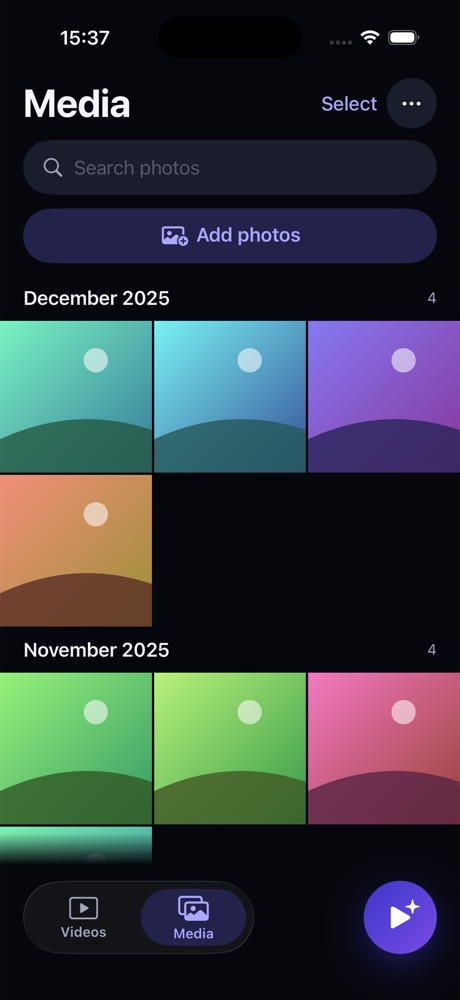 15:37
Media
Select
Search photos
Add photos
December 2025
4
November 2025
4
Videos
Media